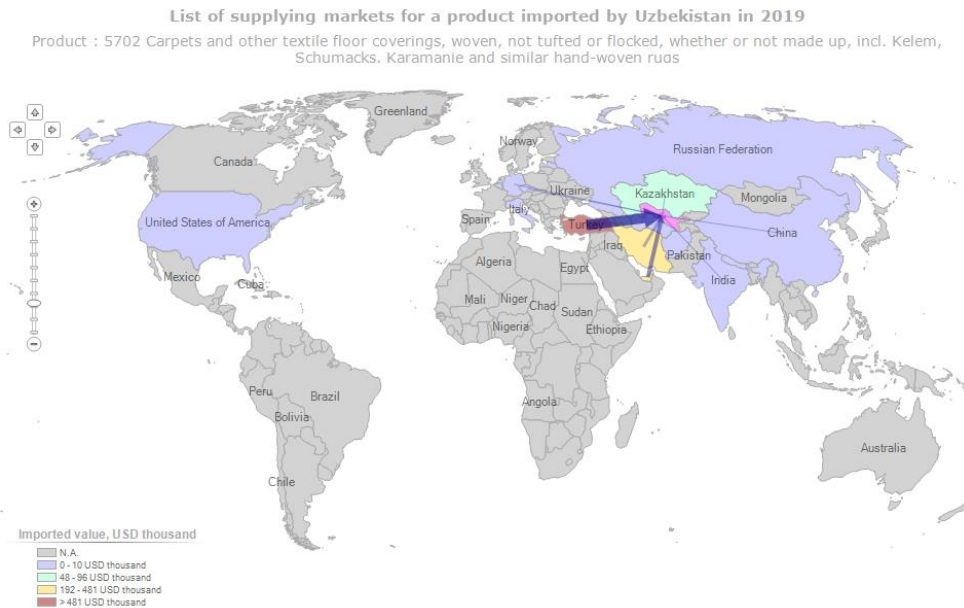 List of supplying markets for a product imported by Uzbekistan in 2019
Product : 5702 Carpets and other textile floor coverings, woven, not tufted or flocked, whether or not made up, incl. Kelem,
Schumacks. Karamanie and similar hand-woven rugs
Greenland
Norway
Russian Federation
Canada
Ukraine
Kazakhstan
Mongolia
United States of America
Italy
Spain
Turkey
China
Iraq
Pakistan
Algeria
Egypt
India
Mexico
Cuba
Mali
Niger
Chad
Sudan
Nigeria
Ethiopia
Peru
Brazil
Angola
Bolivia
Australia
Chile
Imported value, USD thousand
N.A.
0 - 10 USD thousand
48 - 96 USD thousand
192 - 481 USD thousand
> 481 USD thousand